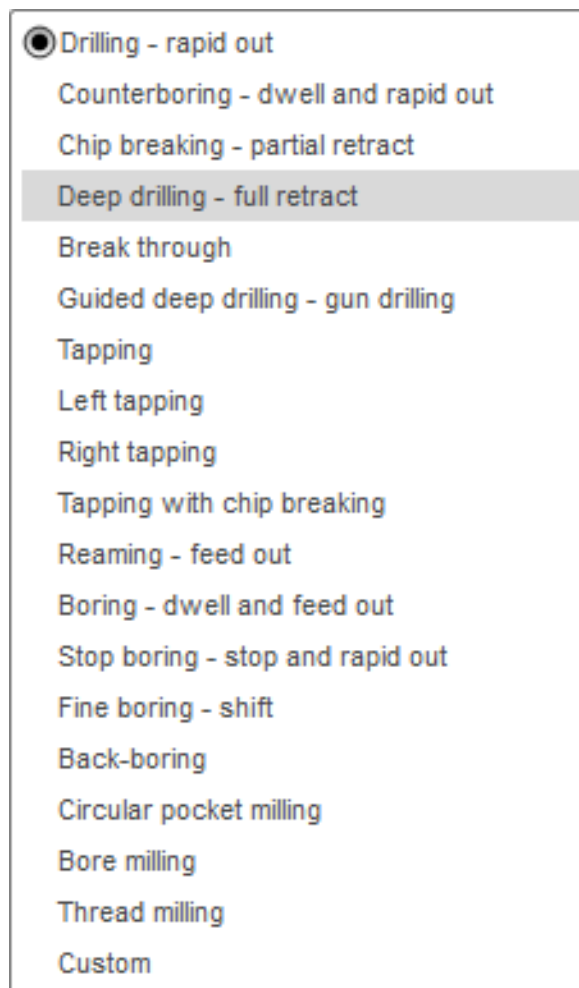 Drilling - rapid out
Counterboring - dwell and rapid out
Chip breaking - partial retract
Deep drilling - full retract
Break through
Guided deep drilling - gun drilling
Tapping
Left tapping
Right tapping
Tapping with chip breaking
Reaming - feed out
Boring - dwell and feed out
Stop boring - stop and rapid out
Fine boring - shift
Back-boring
Circular pocket milling
Bore milling
Thread milling
Custom